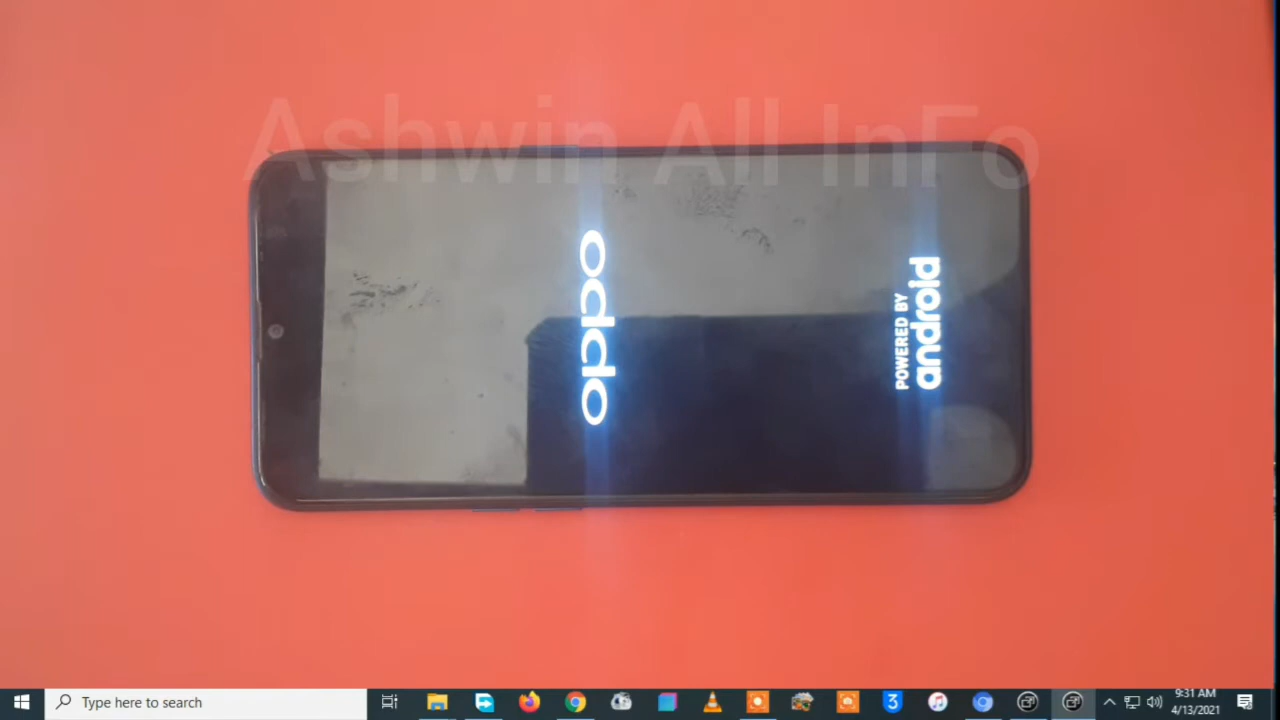 Ashwin All InFo
oppo
POWERED BY
android
Type here to search
9:31 AM
4/13/2021